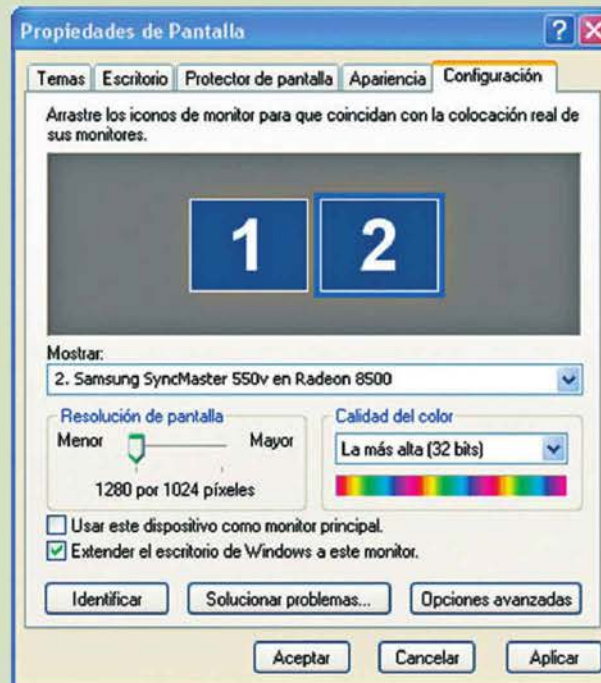 Propiedades de Pantalla
Temas Escritorio Protector de pantalla Apariencia Configuración
Arrastre los iconos de monitor para que coincidan con la colocación real de
sus monitores.
1 2
Mostrar:
2. Samsung SyncMaster 550v en Radeon 8500
Resolución de pantalla Calidad del color
Menor Mayor La más alta (32 bits)
1280 por 1024 píxeles
Usar este dispositivo como monitor principal.
Extender el escritorio de Windows a este monitor.
Identificar Solucionar problemas... Opciones avanzadas
Aceptar Cancelar Aplicar